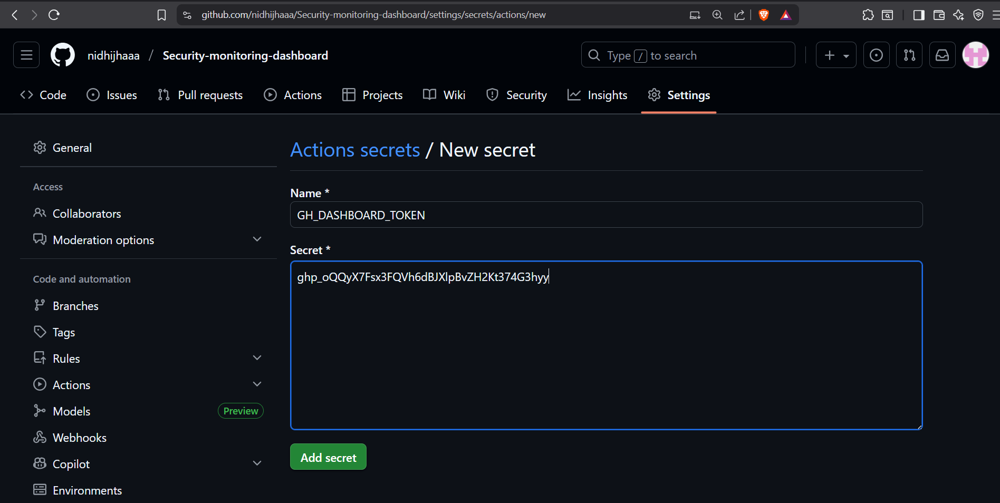 github.com/nidhijhaaa/Security-monitoring-dashboard/settings/secrets/actions/new
nidhijhaaa / Security-monitoring-dashboard
Type / to search
Code Issues Pull requests Actions Projects Wiki Security Insights Settings
General
Access
Collaborators
Moderation options
Code and automation
Branches
Tags
Rules
Actions
Models Preview
Webhooks
Copilot
Environments
Actions secrets / New secret
Name *
GH_DASHBOARD_TOKEN
Secret *
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
Add secret